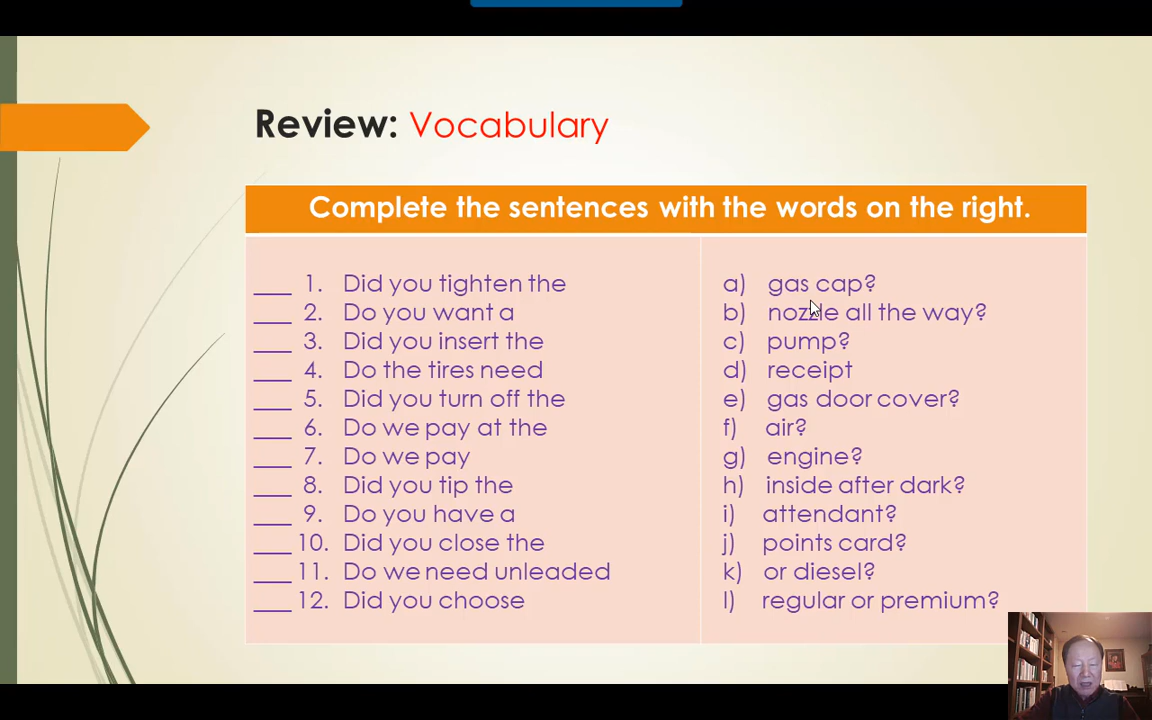 Review: Vocabulary
Complete the sentences with the words on the right.
___ 1. Did you tighten the
___ 2. Do you want a
___ 3. Did you insert the
___ 4. Do the tires need
___ 5. Did you turn off the
___ 6. Do we pay at the
___ 7. Do we pay
___ 8. Did you tip the
___ 9. Do you have a
___ 10. Did you close the
___ 11. Do we need unleaded
___ 12. Did you choose
a) gas cap?
b) nozzle all the way?
c) pump?
d) receipt
e) gas door cover?
f) air?
g) engine?
h) inside after dark?
i) attendant?
j) points card?
k) or diesel?
l) regular or premium?